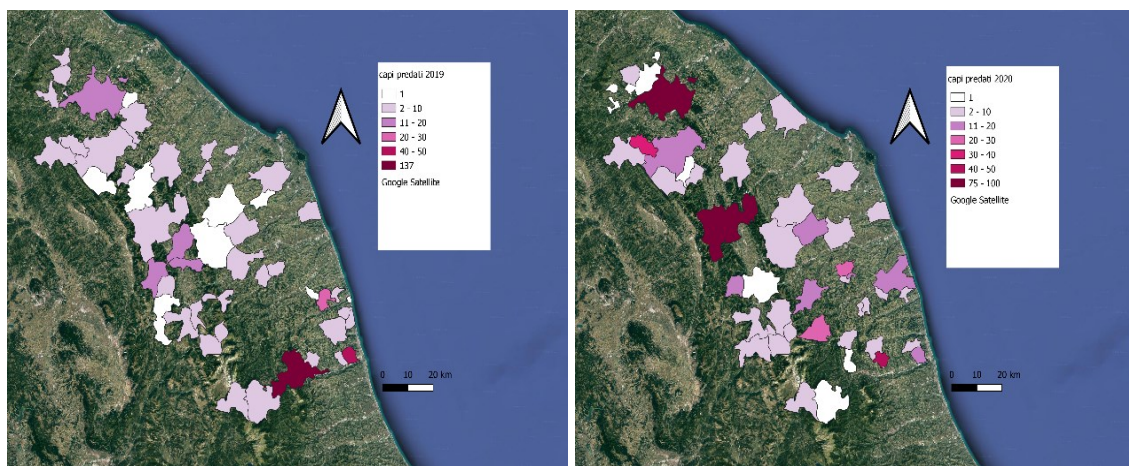 capi predati 2019
1
2 - 10
11 - 20
20 - 30
40 - 50
137
Google Satellite
0 10 20 km
capi predati 2020
1
2 - 10
11 - 20
20 - 30
30 - 40
40 - 50
75 - 100
Google Satellite
0 10 20 km